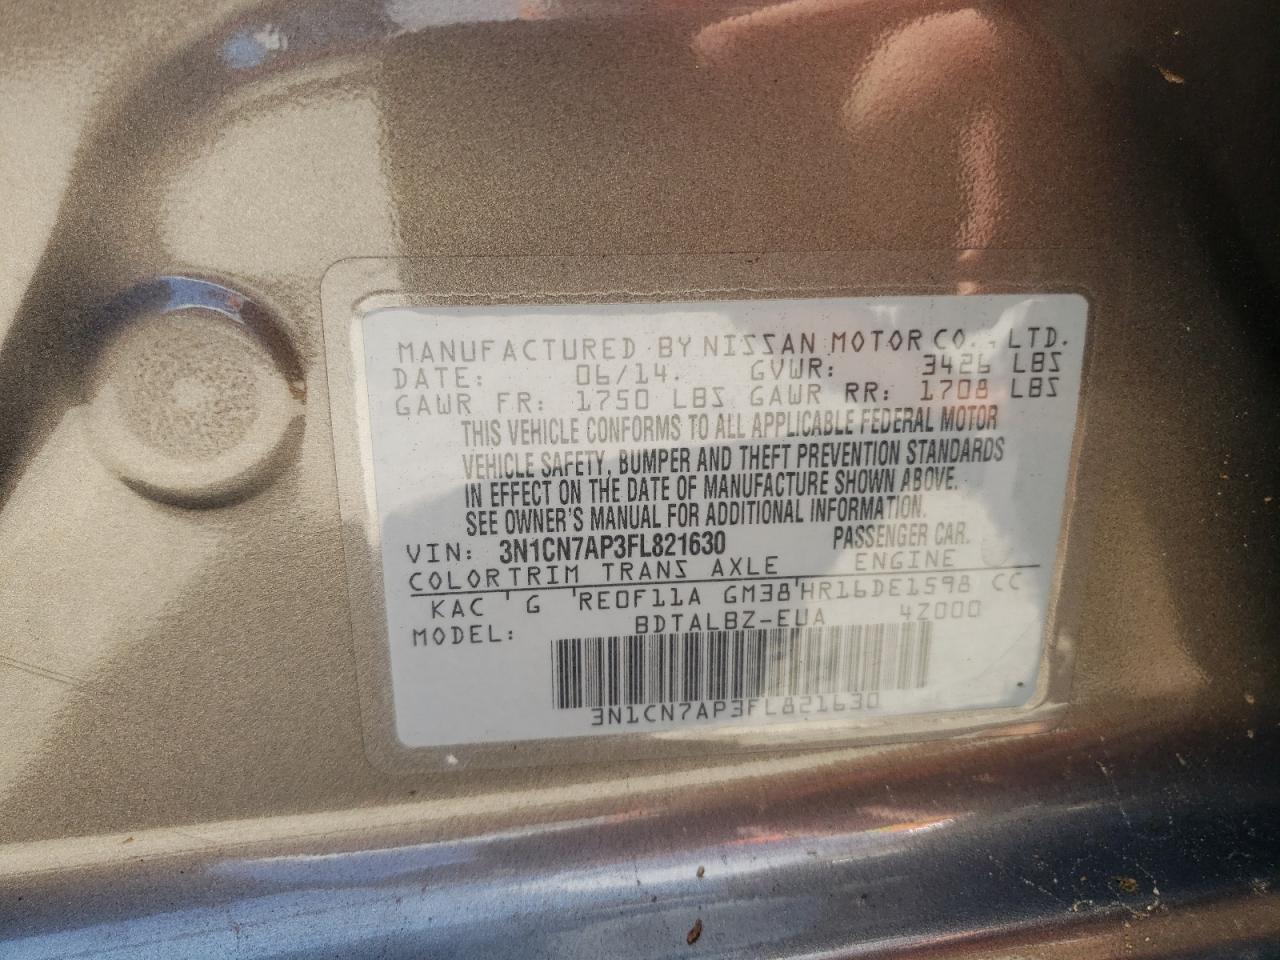 MANUFACTURED BY NISSAN MOTOR CO., LTD.
DATE: 06/14. GVWR: 3426 LBS
GAWR FR: 1750 LBS GAWR RR: 1708 LBS
THIS VEHICLE CONFORMS TO ALL APPLICABLE FEDERAL MOTOR
VEHICLE SAFETY, BUMPER AND THEFT PREVENTION STANDARDS
IN EFFECT ON THE DATE OF MANUFACTURE SHOWN ABOVE.
SEE OWNER'S MANUAL FOR ADDITIONAL INFORMATION.
VIN: 3N1CN7AP3FL821630 PASSENGER CAR.
COLOR TRIM TRANS AXLE ENGINE
KAC G RE0F11A GM38 HR16DE1598 CC
MODEL: BDTALBZ-EUA 4Z000
3N1CN7AP3FL821630